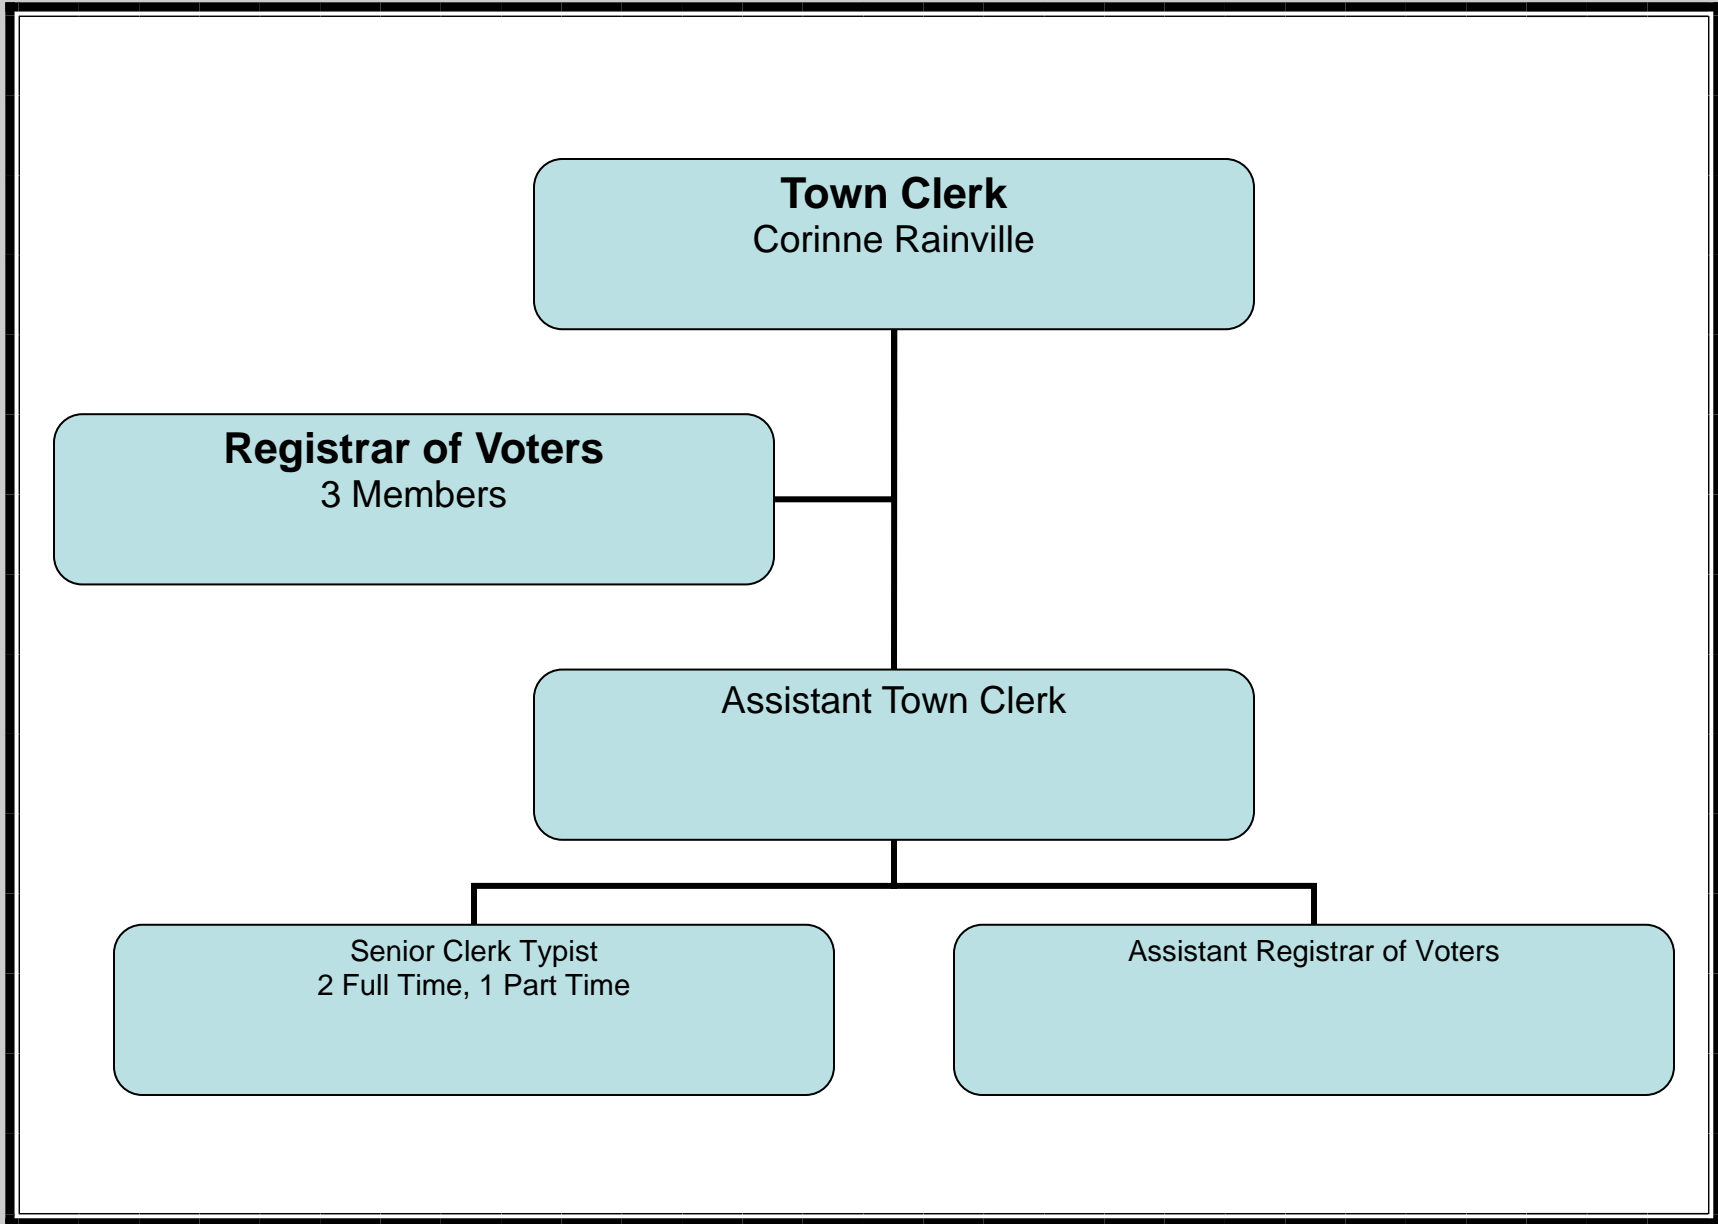 Town Clerk
Corinne Rainville
Registrar of Voters
3 Members
Assistant Town Clerk
Senior Clerk Typist
2 Full Time, 1 Part Time
Assistant Registrar of Voters